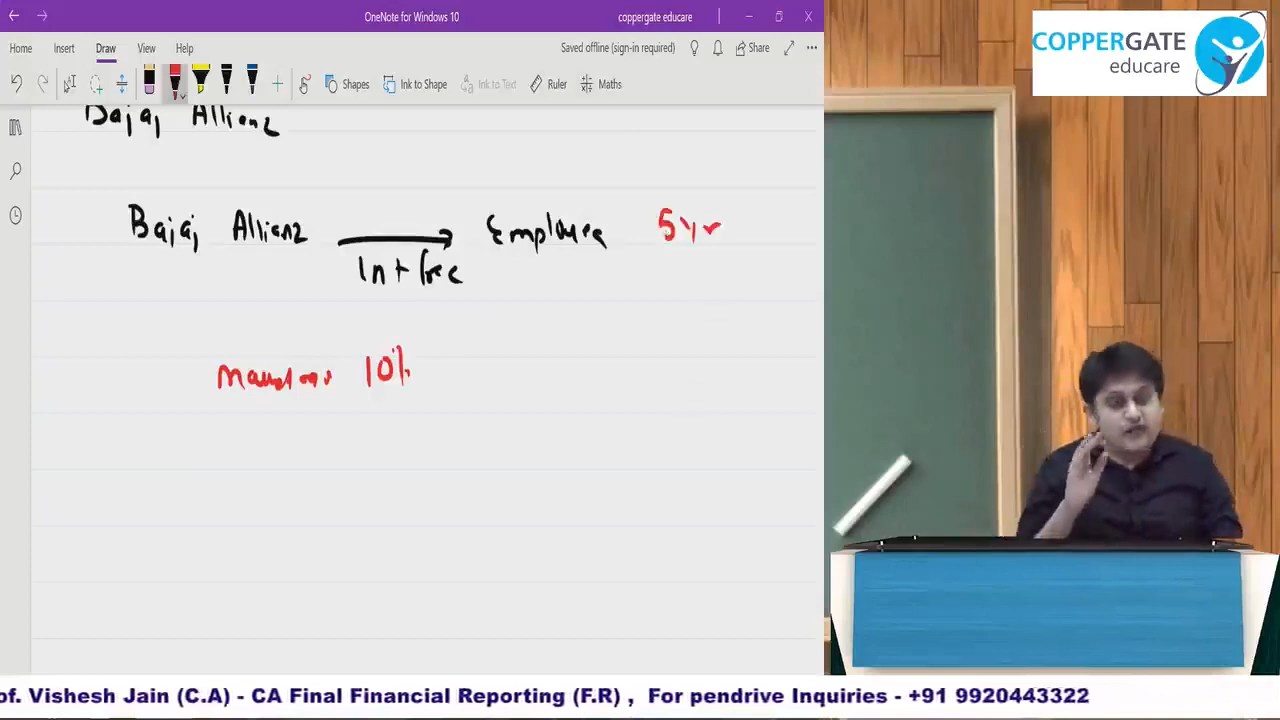 OneNote for Windows 10
coppergate educare
COPPERGATE
educare
Home Insert Draw View Help
Saved offline (sign-in required)
Share
Shapes
Ink to Shape
Ink to Text
Ruler
Maths
Bajaj Allianz
Bajaj Allianz Employee 5 yr
Int free
10%
of. Vishesh Jain (C.A) - CA Final Financial Reporting (F.R) , For pendrive Inquiries - +91 9920443322